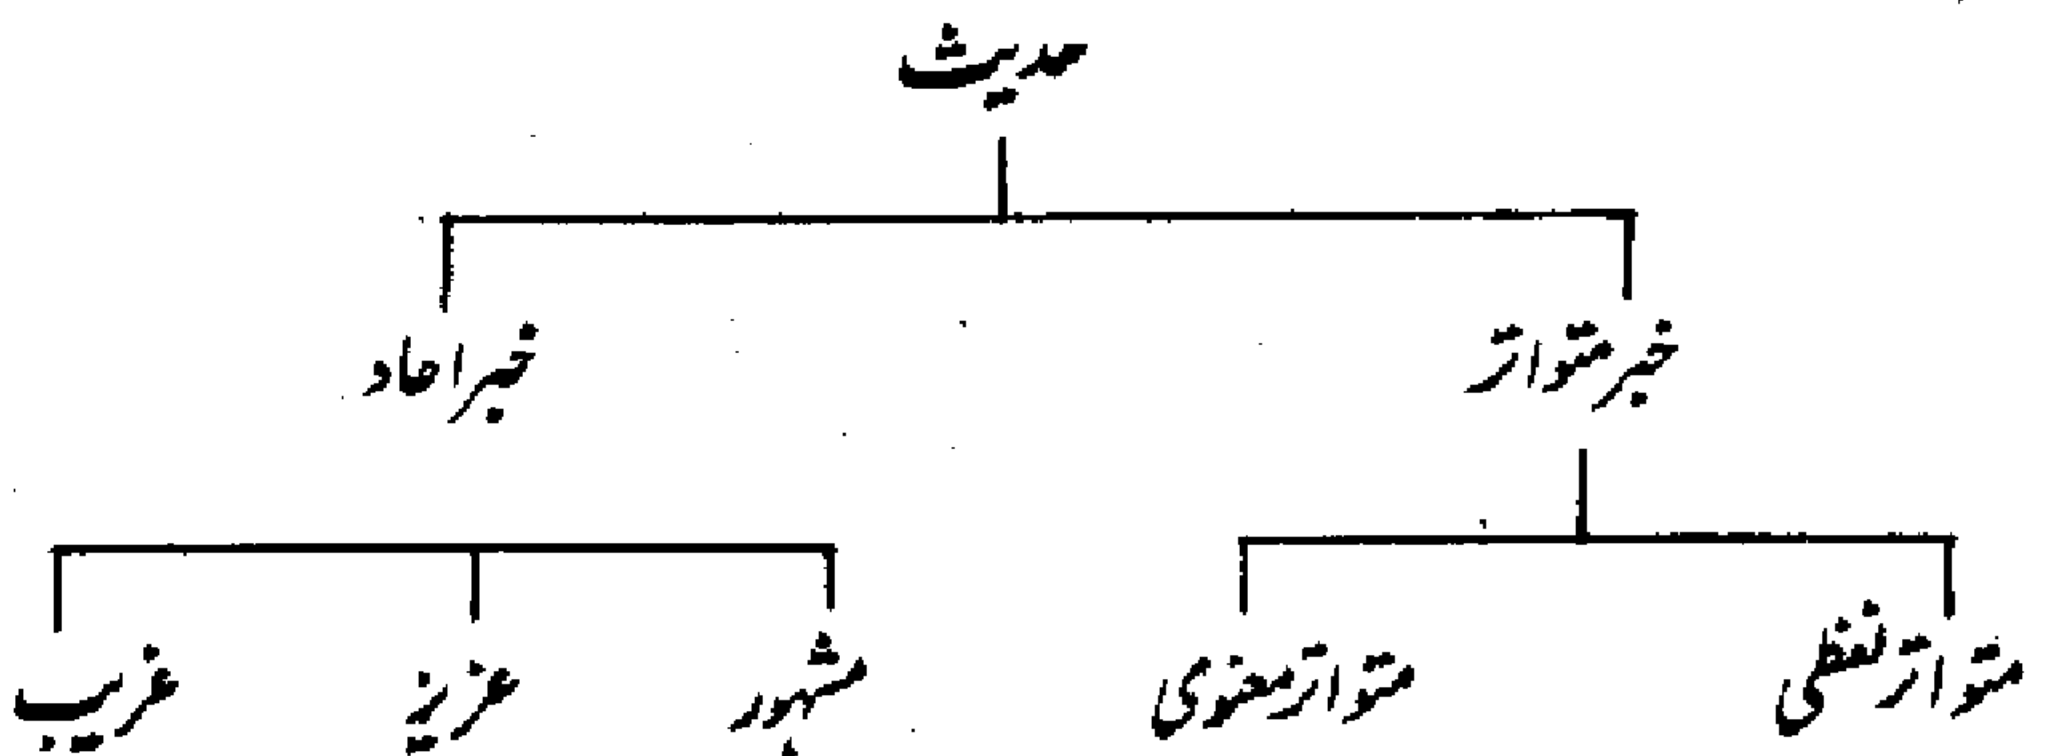 حدیث
خبر متواتر خبر احاد
متواتر لفظی متواتر معنوی مشہور عزیز غریب